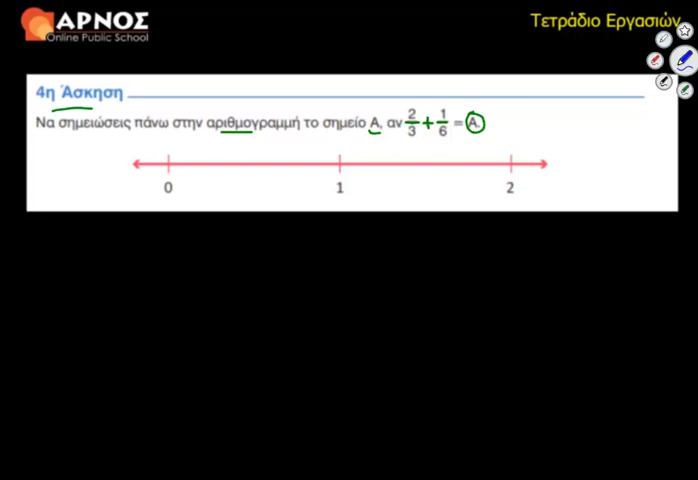 ΑΡΝΟΣ
Online Public School
Τετράδιο Εργασιών
4η Άσκηση
Να σημειώσεις πάνω στην αριθμογραμμή το σημείο Α, αν 2/3 + 1/6 = Α.
0 1 2